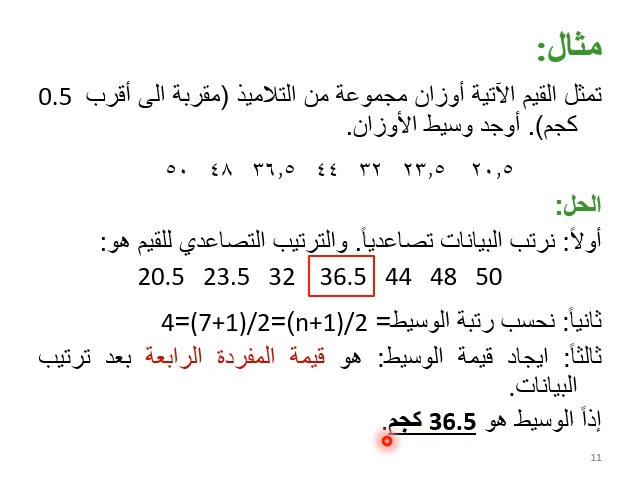 مثال:
تمثل القيم الآتية أوزان مجموعة من التلاميذ (مقربة الى أقرب 0.5
كجم). أوجد وسيط الأوزان.
٢٠,٥ ٢٣,٥ ٣٢ ٤٤ ٣٦,٥ ٤٨ ٥٠
الحل:
أولاً: نرتب البيانات تصاعدياً. والترتيب التصاعدي للقيم هو:
20.5 23.5 32 36.5 44 48 50
ثانياً: نحسب رتبة الوسيط= 4=(7+1)/2=(n+1)/2
ثالثاً: ايجاد قيمة الوسيط: هو قيمة المفردة الرابعة بعد ترتيب
البيانات.
إذاً الوسيط هو 36.5 كجم.
11